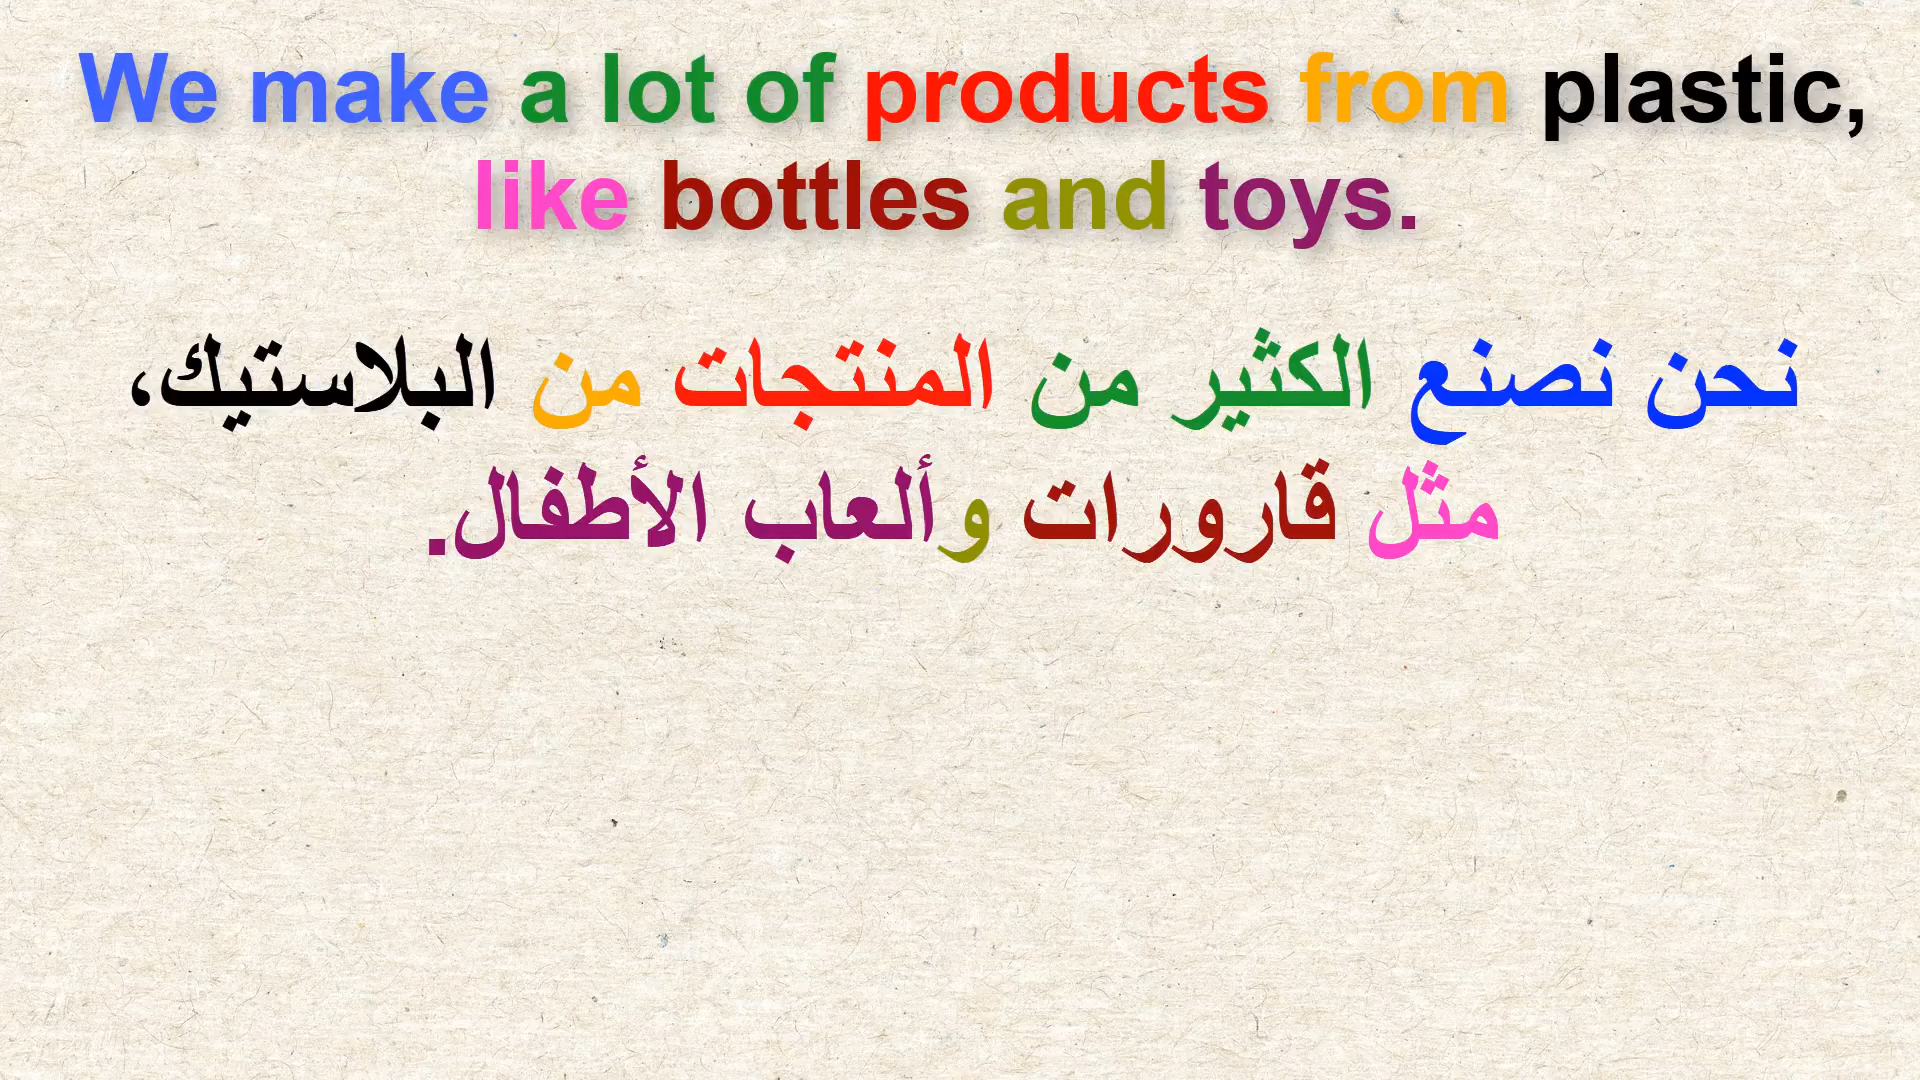 We make a lot of products from plastic,
like bottles and toys.
نحن نصنع الكثير من المنتجات من البلاستيك،
مثل قارورات وألعاب الأطفال.